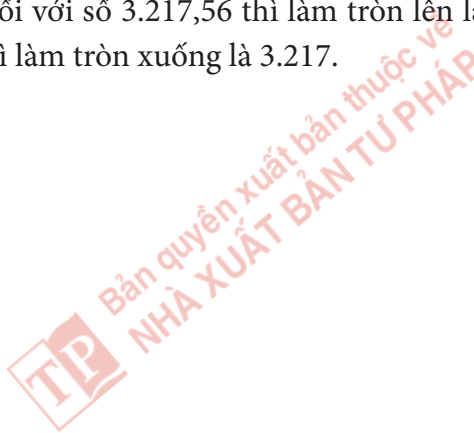 ối với số 3.217,56 thì làm tròn lên l
ì làm tròn xuống là 3.217.
Bản quyền xuất bản thuộc về
NHÀ XUẤT BẢN TƯ PHÁP
TP